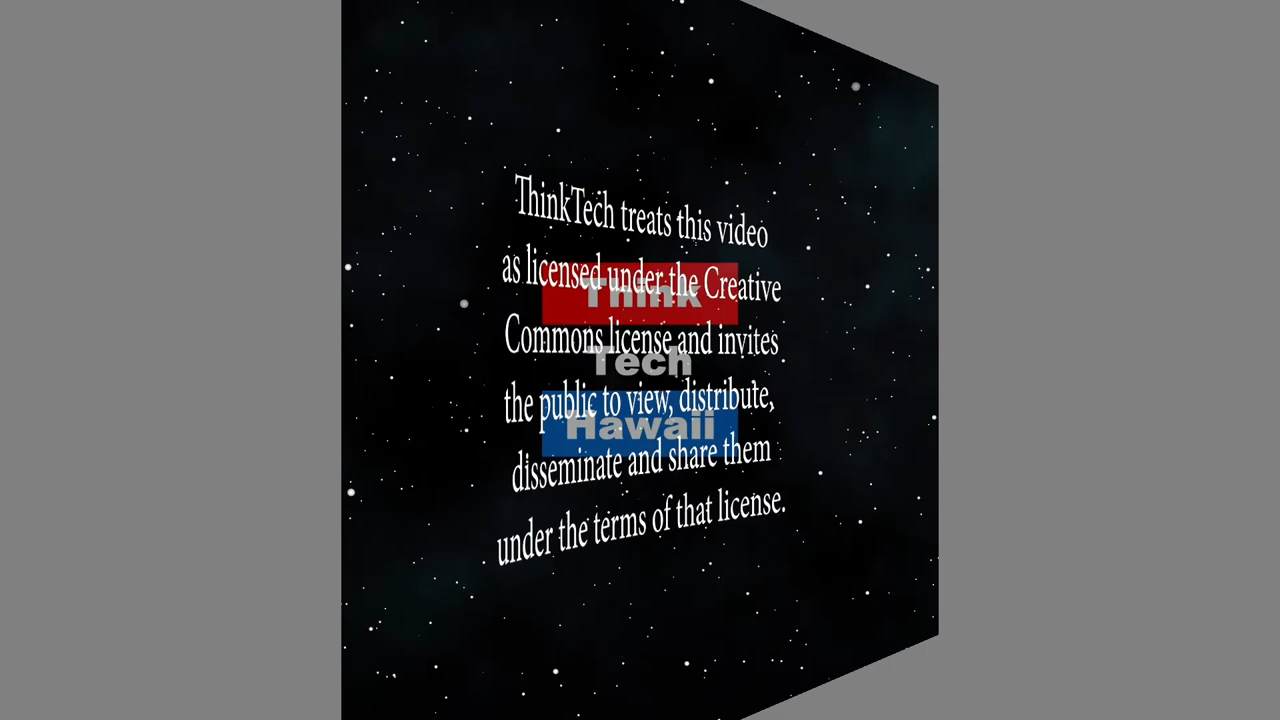 ThinkTech treats this video
as licensed under the Creative
Think
Commons license and invites
Tech
the public to view, distribute,
Hawaii
disseminate and share them
under the terms of that license.